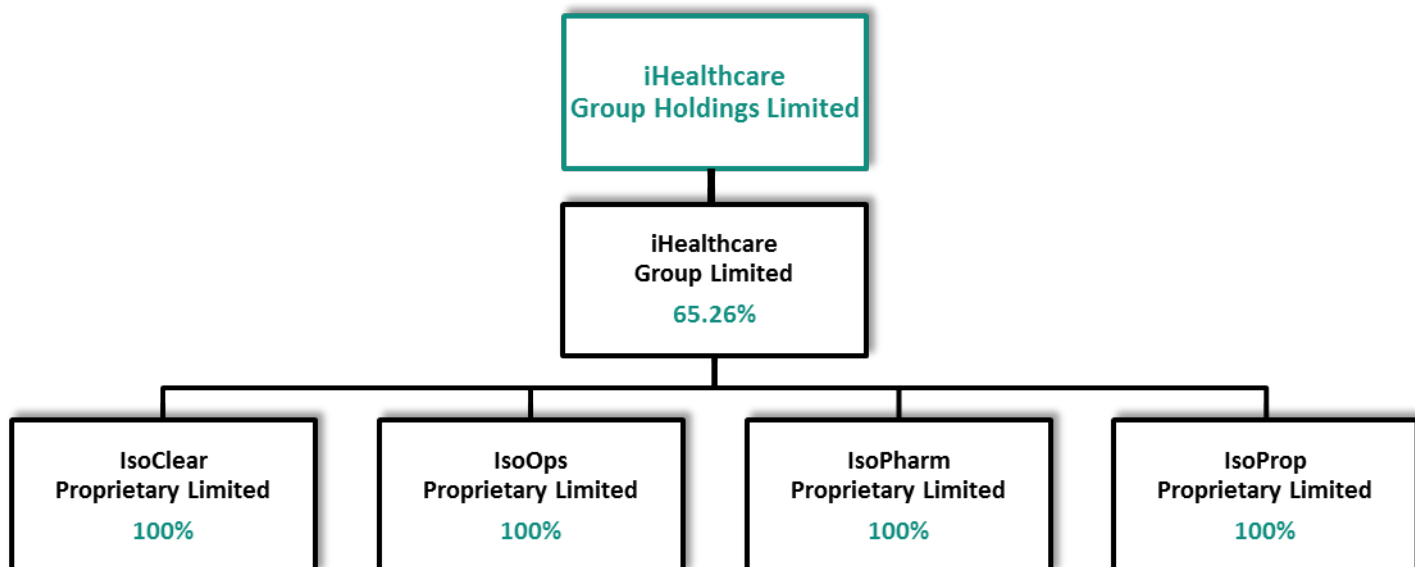 iHealthcare
Group Holdings Limited
iHealthcare
Group Limited
65.26%
IsoClear
Proprietary Limited
100%
IsoOps
Proprietary Limited
100%
IsoPharm
Proprietary Limited
100%
IsoProp
Proprietary Limited
100%